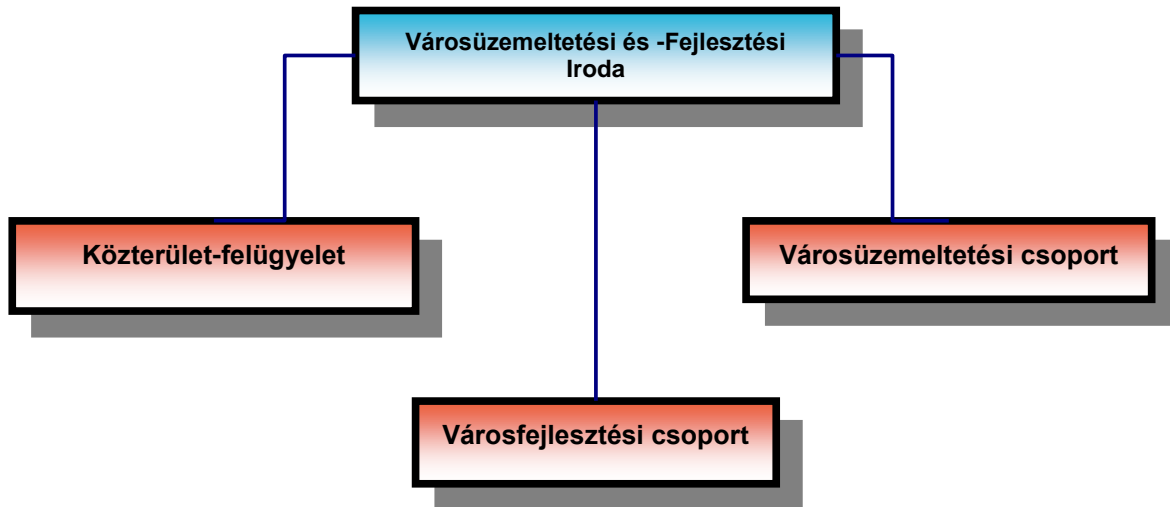 Városüzemeltetési és -Fejlesztési
Iroda
Közterület-felügyelet
Városüzemeltetési csoport
Városfejlesztési csoport